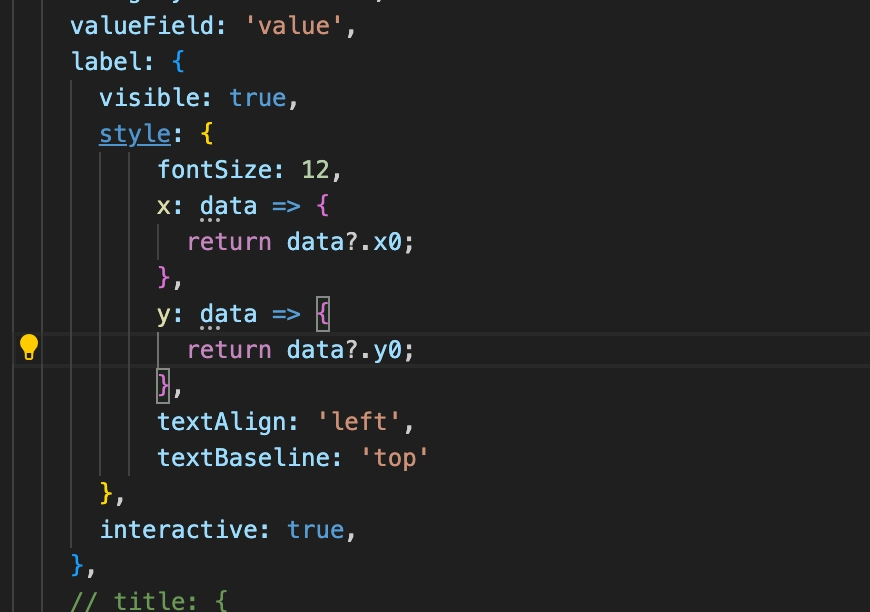 valueField: 'value',
label: {
visible: true,
style: {
fontSize: 12,
x: data => {
return data?.x0;
},
y: data => {
return data?.y0;
},
textAlign: 'left',
textBaseline: 'top'
},
interactive: true,
},
// title: {